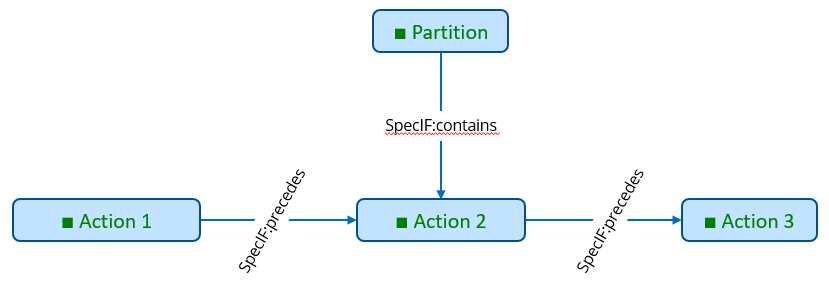 ■ Partition
SpecIF:contains
■ Action 1
SpecIF:precedes
■ Action 2
SpecIF:precedes
■ Action 3